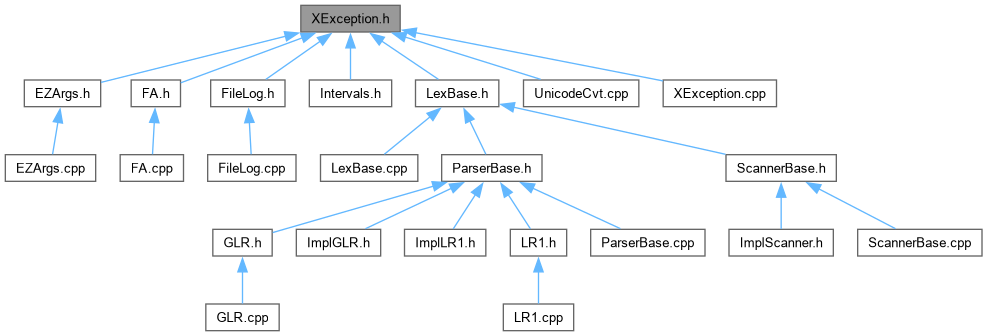 XException.h
EZArgs.h
FA.h
FileLog.h
Intervals.h
LexBase.h
UnicodeCvt.cpp
XException.cpp
EZArgs.cpp
FA.cpp
FileLog.cpp
LexBase.cpp
ParserBase.h
ScannerBase.h
GLR.h
ImplGLR.h
ImplLR1.h
LR1.h
ParserBase.cpp
ImplScanner.h
ScannerBase.cpp
GLR.cpp
LR1.cpp